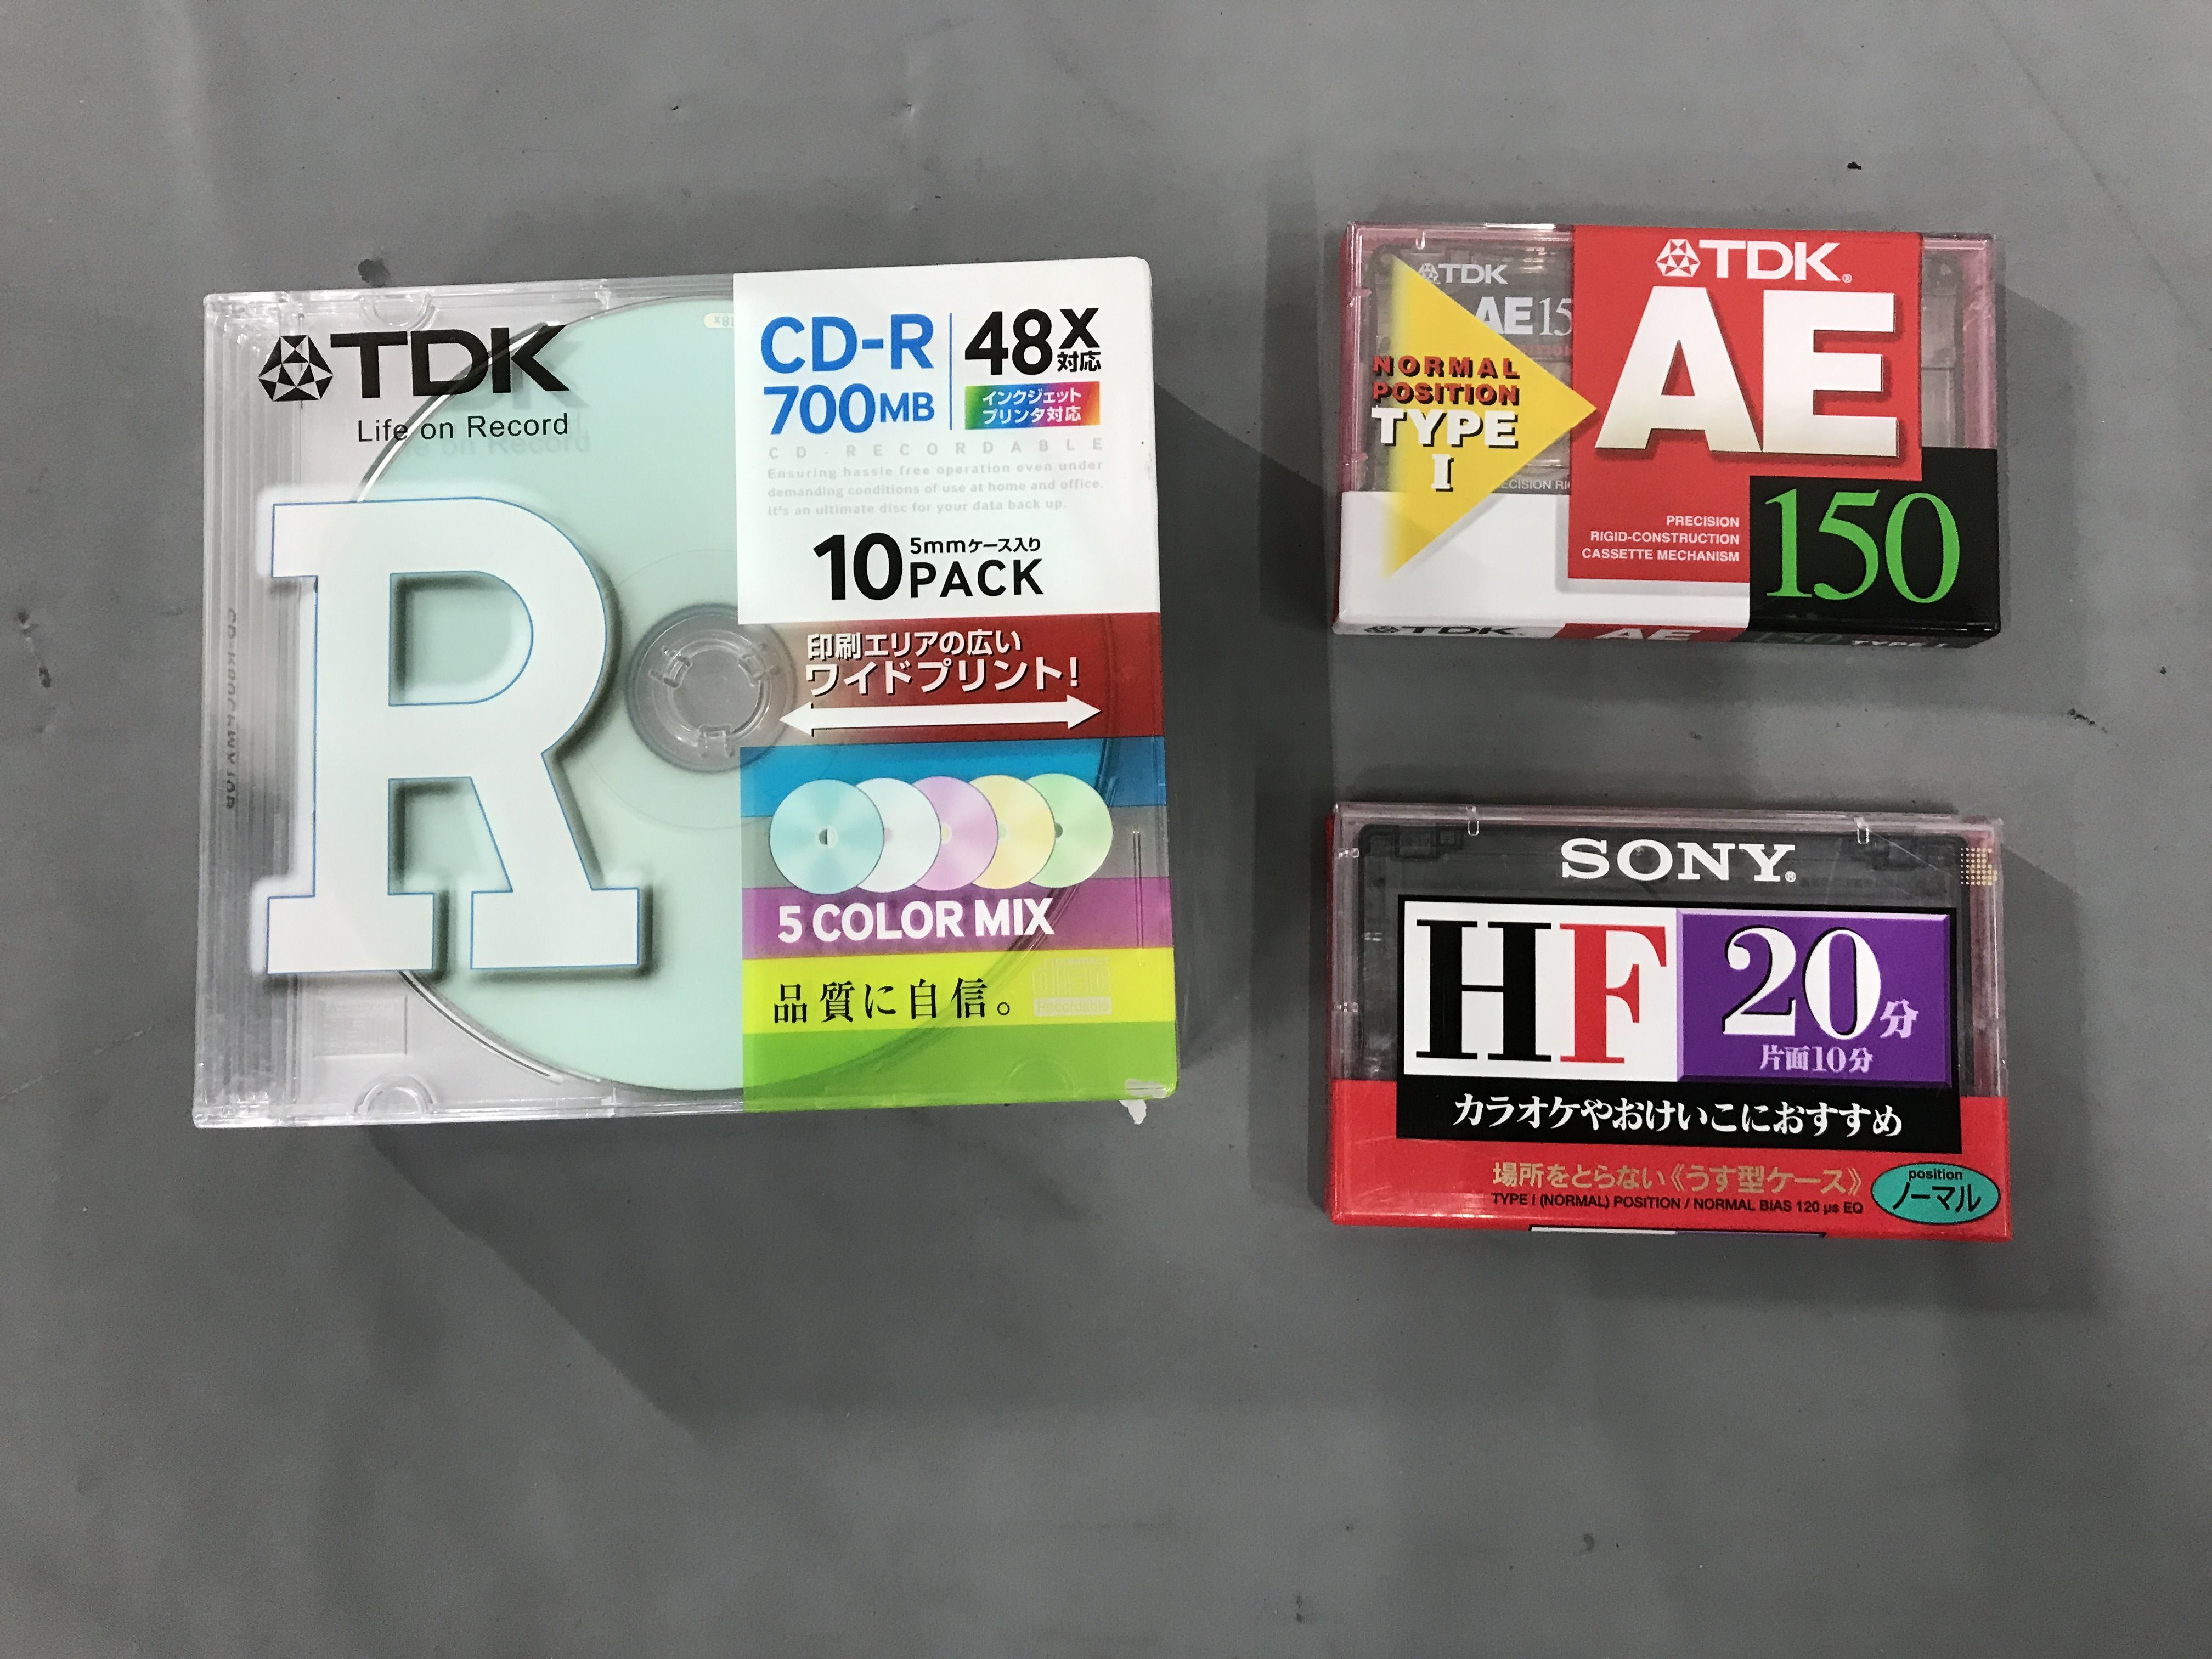 TDK
Life on Record
R
CD-R
700MB
48X
対応
インクジェット
プリンタ対応
CD-RECORDABLE
Ensuring hassle free operation even under
demanding conditions of use at home and office.
It's an ultimate disc for your data back up.
10
5mmケース入り
PACK
印刷エリアの広い
ワイドプリント!
5 COLOR MIX
品質に自信。
Recordable
TDK
AE15
NORMAL
POSITION
TYPE
I
TDK®
AE
PRECISION
RIGID-CONSTRUCTION
CASSETTE MECHANISM
150
TDK AE 150 TYPE I
SONY®
HF
20分
片面10分
カラオケやおけいこにおすすめ
場所をとらない《うす型ケース》
TYPE I (NORMAL) POSITION / NORMAL BIAS 120 µs EQ
position
ノーマル